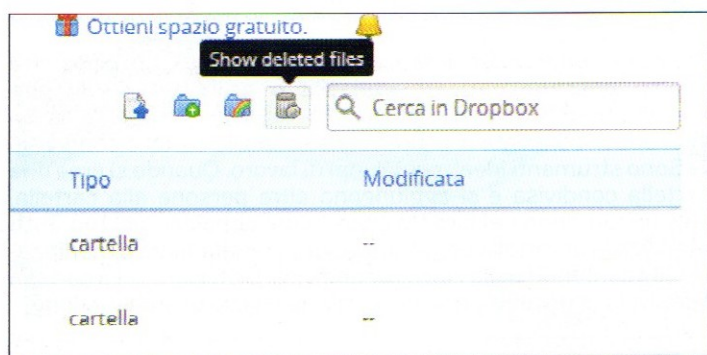 Ottieni spazio gratuito.
Show deleted files
Cerca in Dropbox
Tipo Modificata
cartella --
cartella --